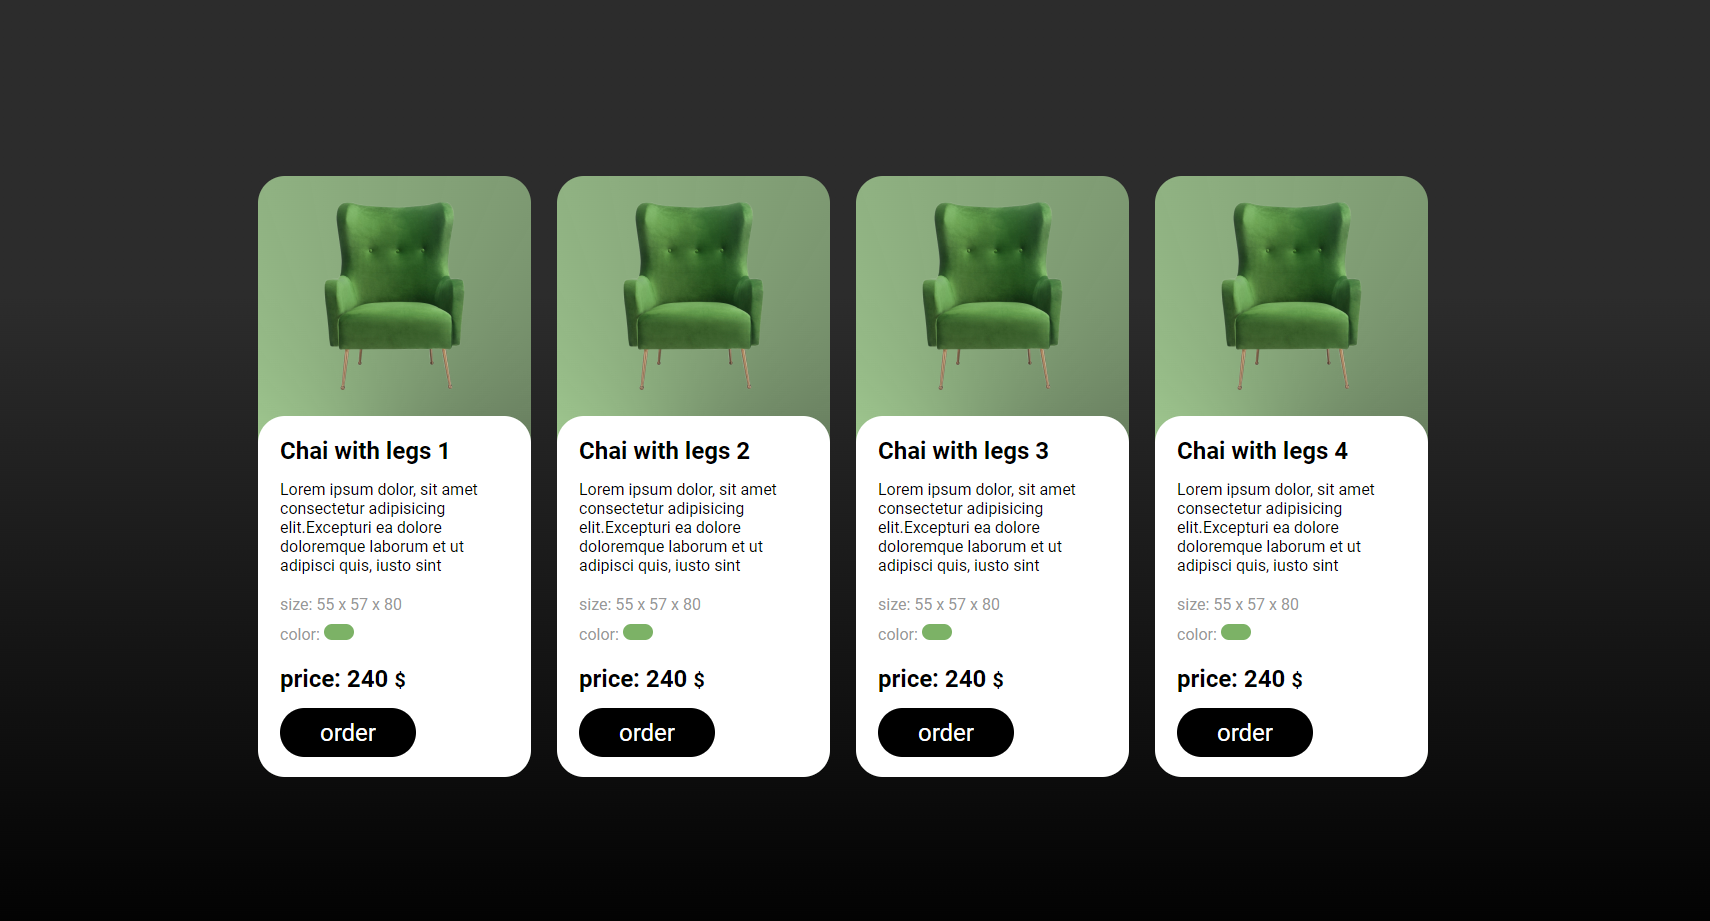 Chai with legs 1
Lorem ipsum dolor, sit amet
consectetur adipisicing
elit.Excepturi ea dolore
doloremque laborum et ut
adipisci quis, iusto sint
size: 55 x 57 x 80
color:
price: 240 $
order
Chai with legs 2
Lorem ipsum dolor, sit amet
consectetur adipisicing
elit.Excepturi ea dolore
doloremque laborum et ut
adipisci quis, iusto sint
size: 55 x 57 x 80
color:
price: 240 $
order
Chai with legs 3
Lorem ipsum dolor, sit amet
consectetur adipisicing
elit.Excepturi ea dolore
doloremque laborum et ut
adipisci quis, iusto sint
size: 55 x 57 x 80
color:
price: 240 $
order
Chai with legs 4
Lorem ipsum dolor, sit amet
consectetur adipisicing
elit.Excepturi ea dolore
doloremque laborum et ut
adipisci quis, iusto sint
size: 55 x 57 x 80
color:
price: 240 $
order